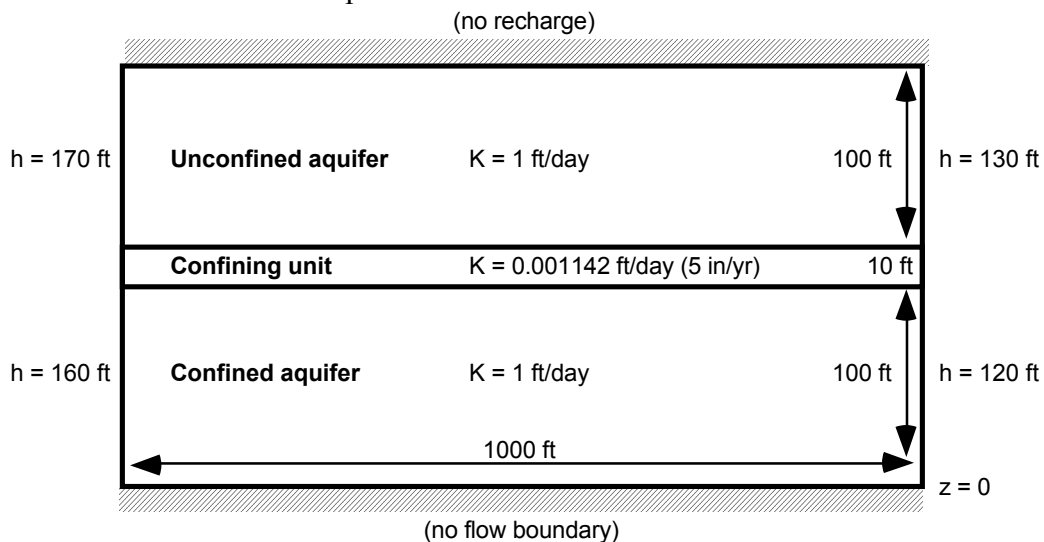 (no recharge)
h = 170 ft Unconfined aquifer K = 1 ft/day 100 ft h = 130 ft
Confining unit K = 0.001142 ft/day (5 in/yr) 10 ft
h = 160 ft Confined aquifer K = 1 ft/day 100 ft h = 120 ft
1000 ft
z = 0
(no flow boundary)